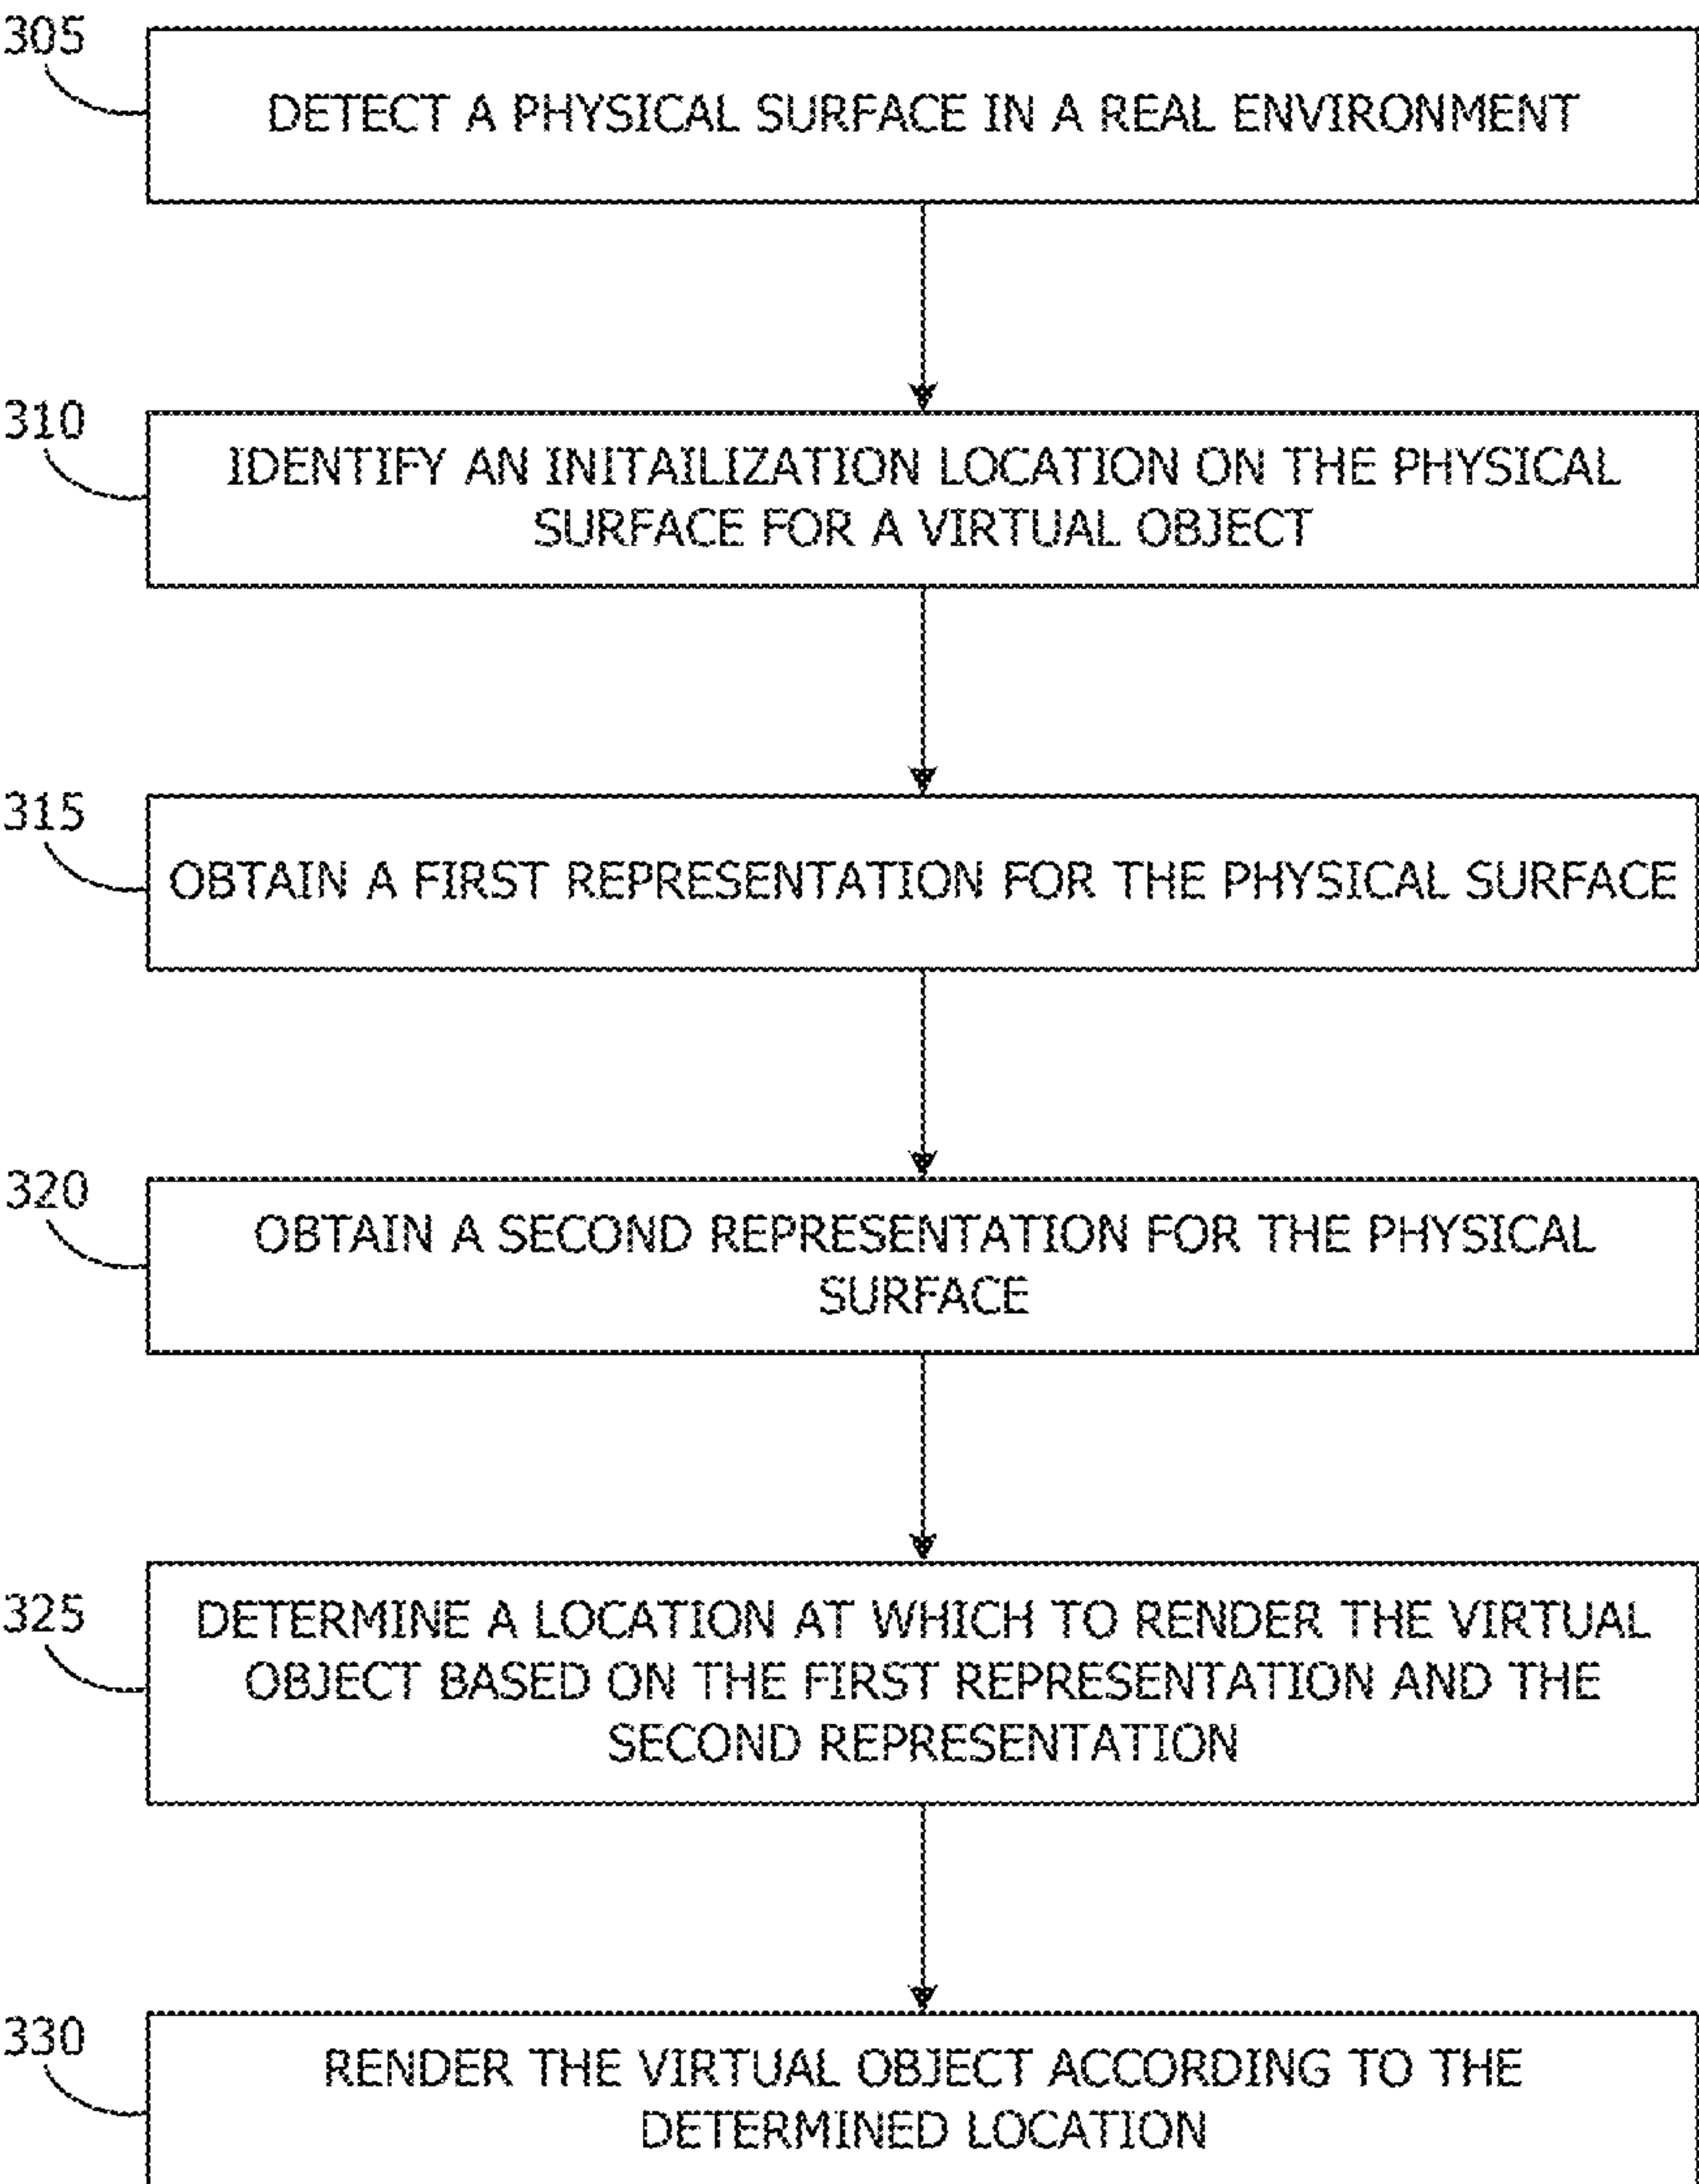 305
DETECT A PHYSICAL SURFACE IN A REAL ENVIRONMENT
310
IDENTIFY AN INITAILIZATION LOCATION ON THE PHYSICAL
SURFACE FOR A VIRTUAL OBJECT
315
OBTAIN A FIRST REPRESENTATION FOR THE PHYSICAL SURFACE
320
OBTAIN A SECOND REPRESENTATION FOR THE PHYSICAL
SURFACE
325
DETERMINE A LOCATION AT WHICH TO RENDER THE VIRTUAL
OBJECT BASED ON THE FIRST REPRESENTATION AND THE
SECOND REPRESENTATION
330
RENDER THE VIRTUAL OBJECT ACCORDING TO THE
DETERMINED LOCATION